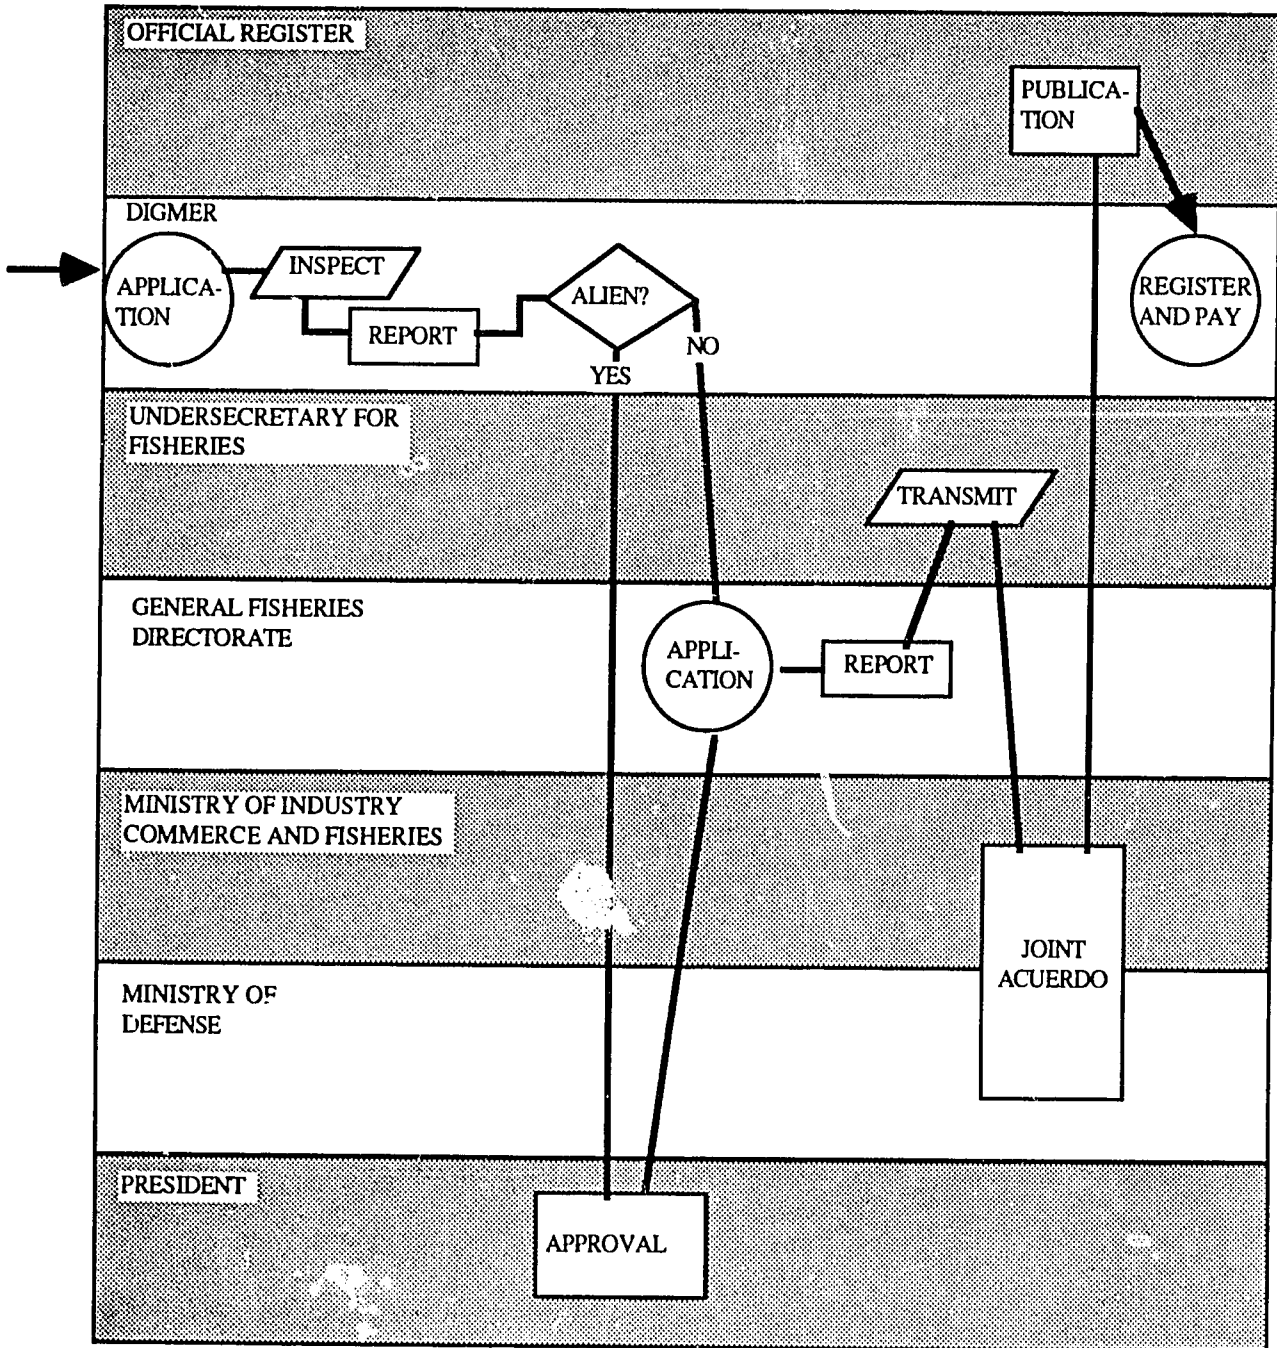 OFFICIAL REGISTER
PUBLICA-
TION
DIGMER
APPLICA-
TION
INSPECT
REPORT
ALIEN?
NO
YES
REGISTER
AND PAY
UNDERSECRETARY FOR
FISHERIES
TRANSMIT
GENERAL FISHERIES
DIRECTORATE
APPLI-
CATION
REPORT
MINISTRY OF INDUSTRY
COMMERCE AND FISHERIES
JOINT
ACUERDO
MINISTRY OF
DEFENSE
PRESIDENT
APPROVAL